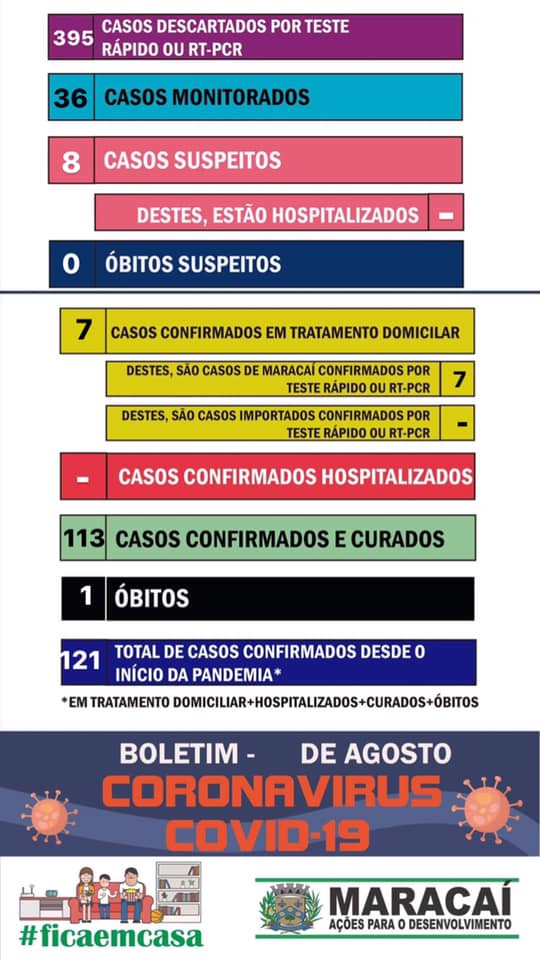 395 CASOS DESCARTADOS POR TESTE
RÁPIDO OU RT-PCR
36 CASOS MONITORADOS
8 CASOS SUSPEITOS
DESTES, ESTÃO HOSPITALIZADOS -
0 ÓBITOS SUSPEITOS
7 CASOS CONFIRMADOS EM TRATAMENTO DOMICILAR
DESTES, SÃO CASOS DE MARACAÍ CONFIRMADOS POR
TESTE RÁPIDO OU RT-PCR 7
DESTES, SÃO CASOS IMPORTADOS CONFIRMADOS POR
TESTE RÁPIDO OU RT-PCR -
- CASOS CONFIRMADOS HOSPITALIZADOS
113 CASOS CONFIRMADOS E CURADOS
1 ÓBITOS
121 TOTAL DE CASOS CONFIRMADOS DESDE O
INÍCIO DA PANDEMIA*
*EM TRATAMENTO DOMICILIAR+HOSPITALIZADOS+CURADOS+ÓBITOS
BOLETIM - DE AGOSTO
CORONAVIRUS
COVID-19
#ficaemcasa
MARACAÍ
AÇÕES PARA O DESENVOLVIMENTO